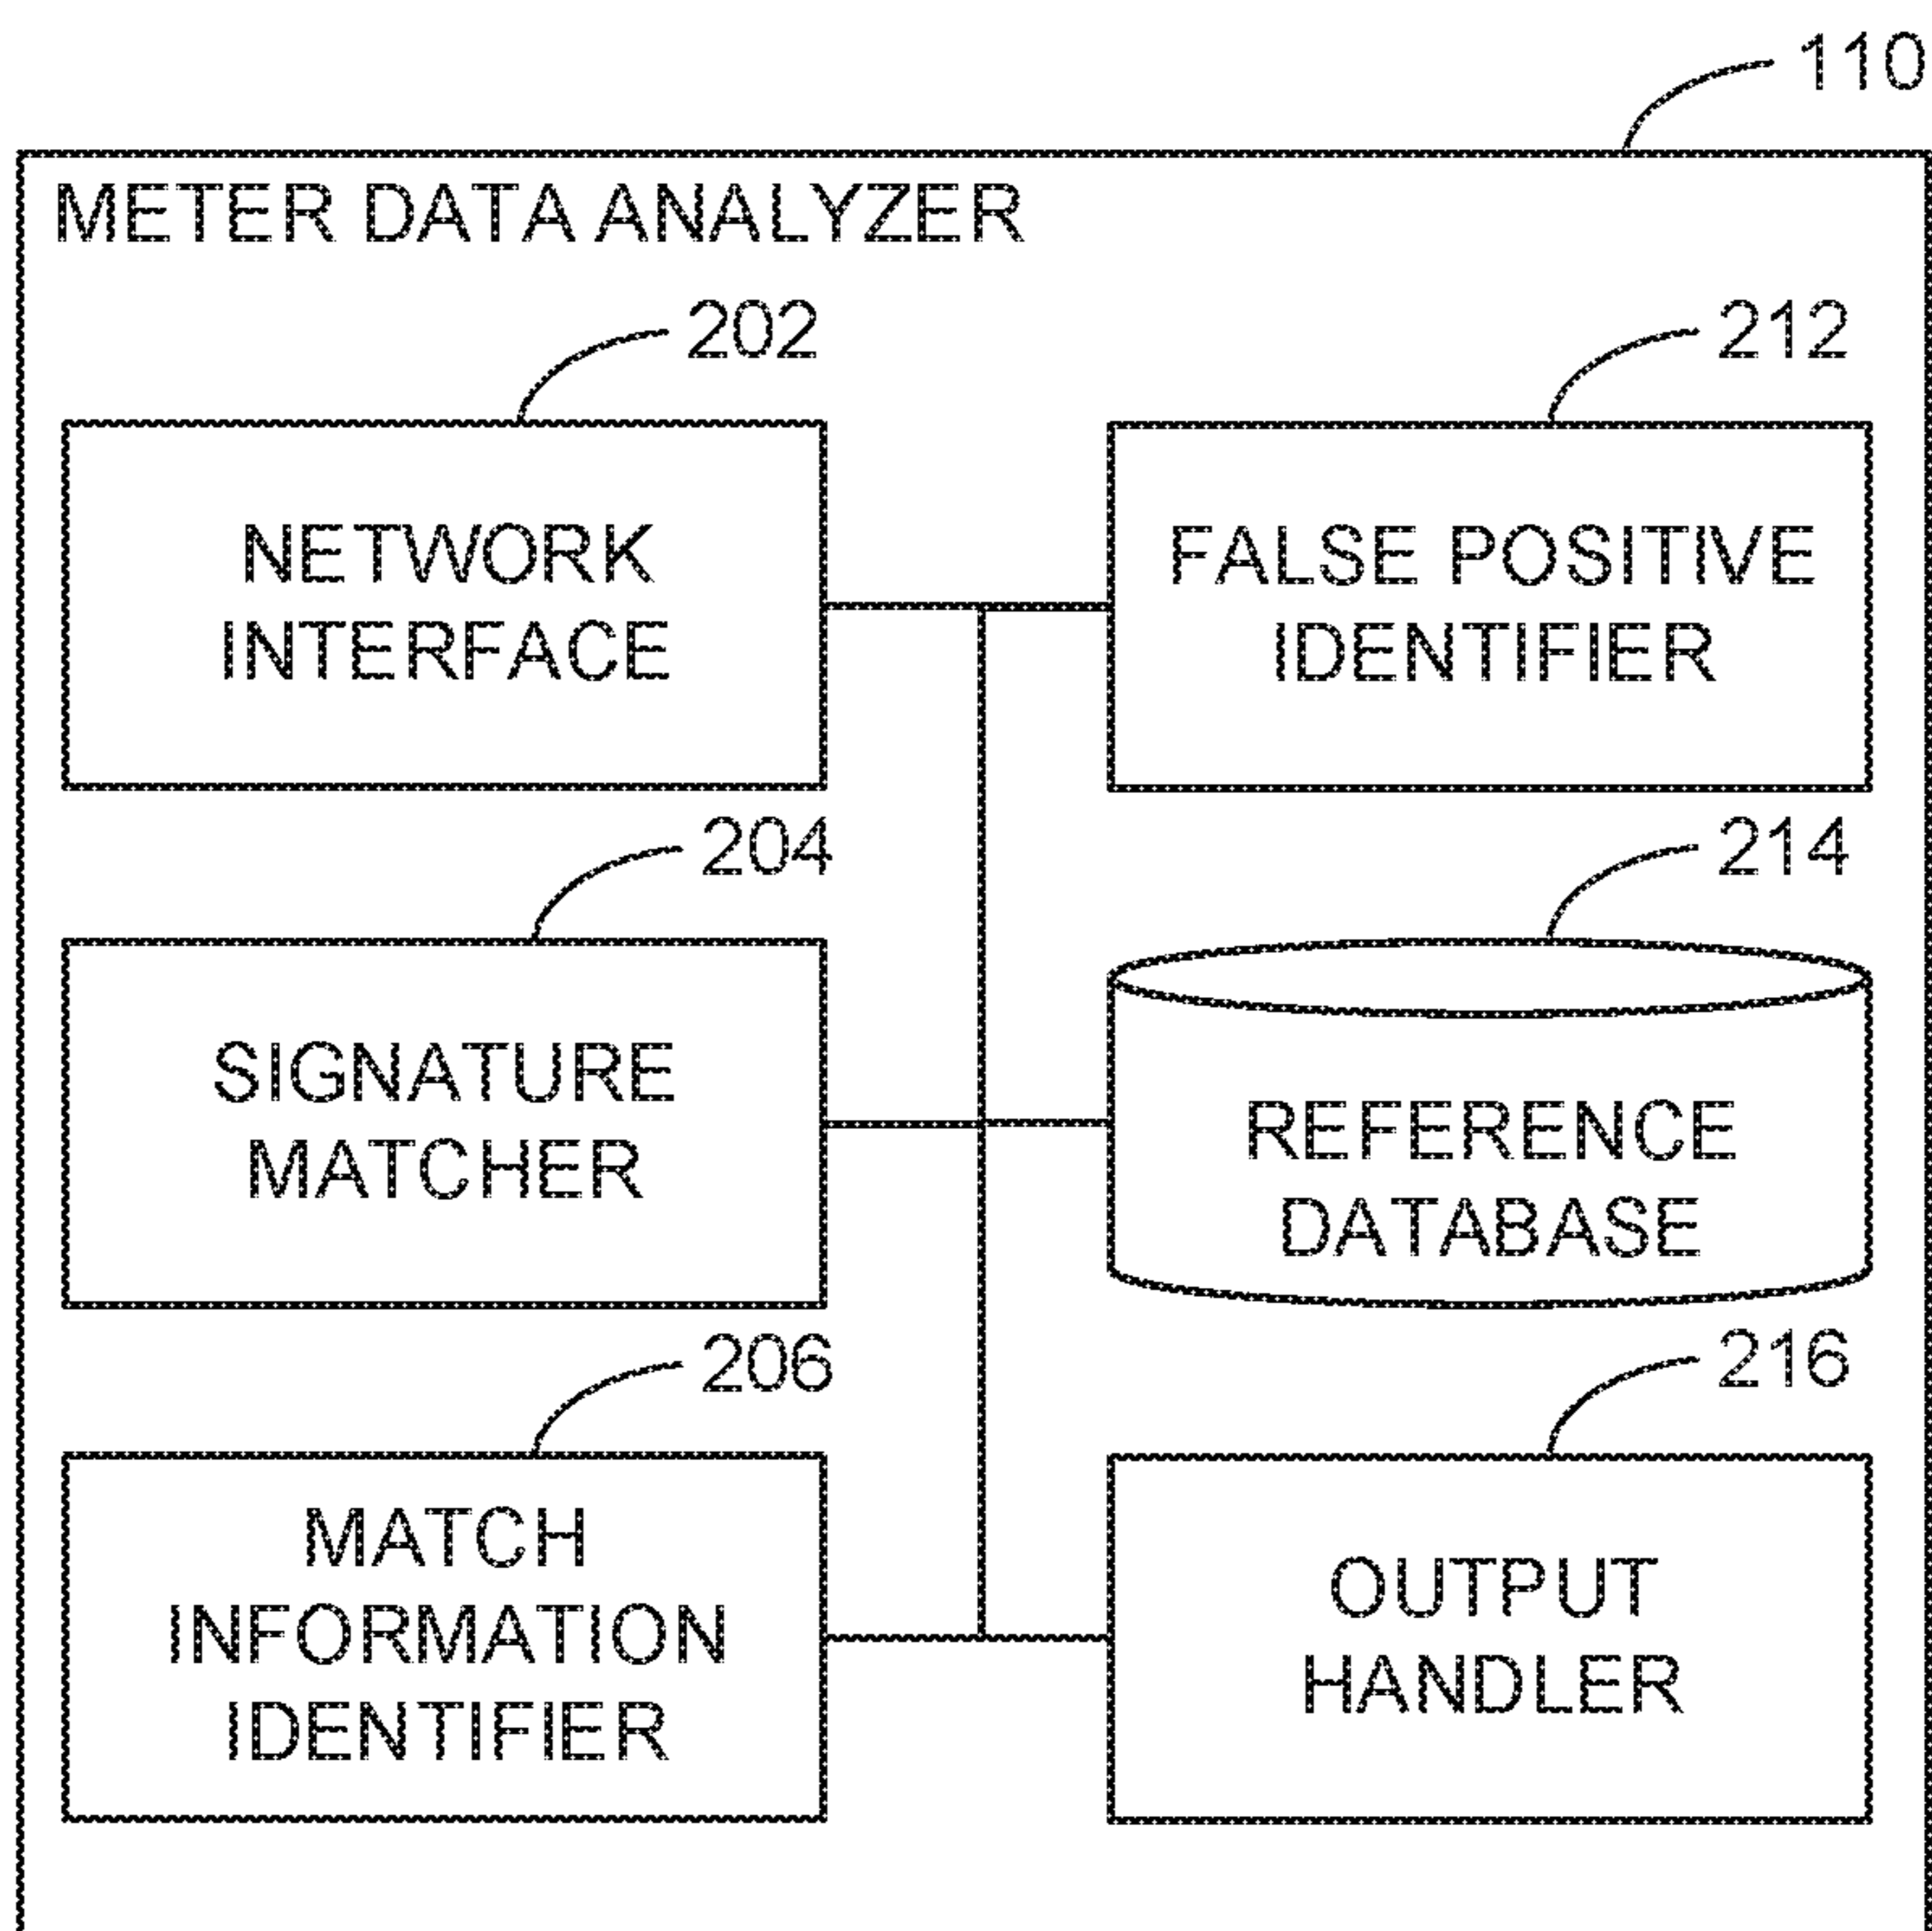 110
METER DATA ANALYZER
202
NETWORK
INTERFACE
212
FALSE POSITIVE
IDENTIFIER
204
SIGNATURE
MATCHER
214
REFERENCE
DATABASE
206
MATCH
INFORMATION
IDENTIFIER
216
OUTPUT
HANDLER